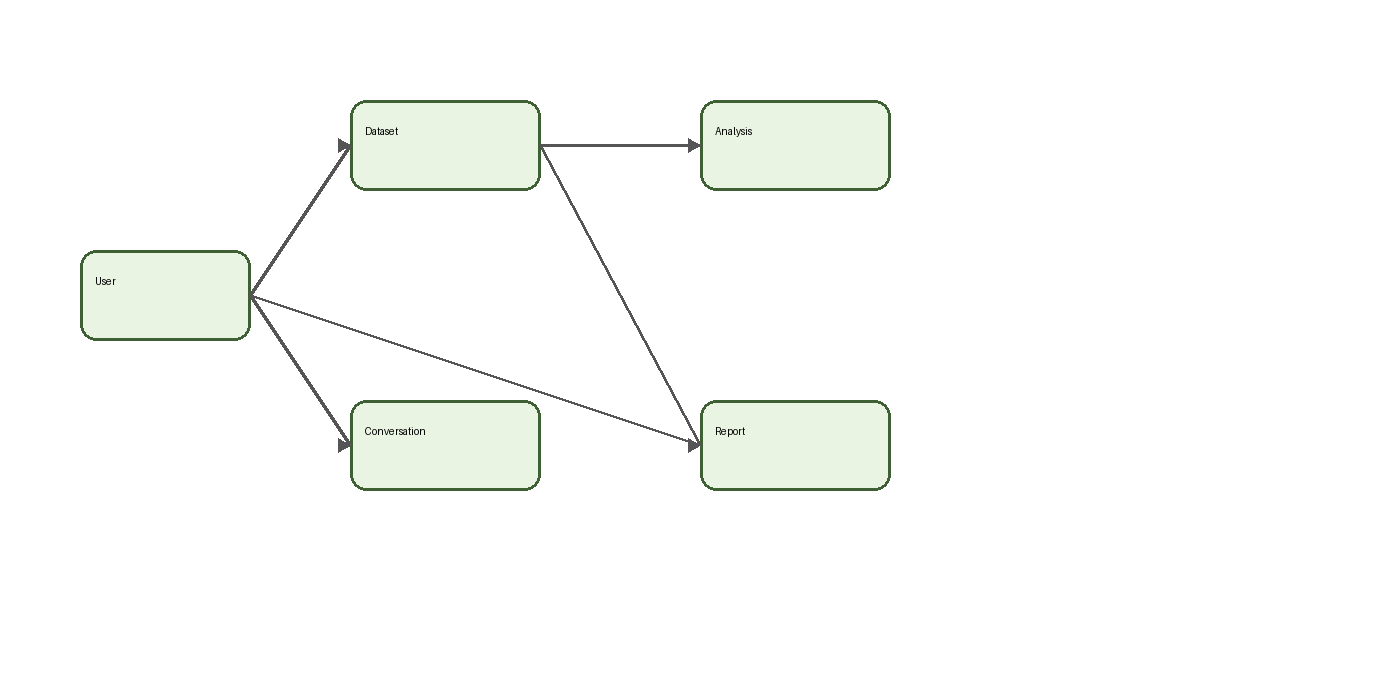 Dataset
Analysis
User
Conversation
Report